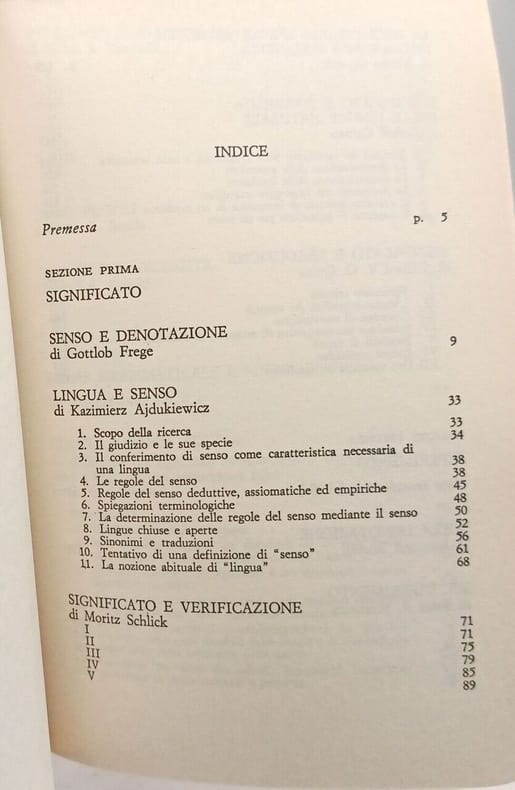 INDICE
Premessa p. 5
SEZIONE PRIMA
SIGNIFICATO
SENSO E DENOTAZIONE
di Gottlob Frege 9
LINGUA E SENSO
di Kazimierz Ajdukiewicz 33
1. Scopo della ricerca 33
2. Il giudizio e le sue specie 34
3. Il conferimento di senso come caratteristica necessaria di
una lingua 38
4. Le regole del senso 38
5. Regole del senso deduttive, assiomatiche ed empiriche 45
6. Spiegazioni terminologiche 48
7. La determinazione delle regole del senso mediante il senso 50
8. Lingue chiuse e aperte 52
9. Sinonimi e traduzioni 56
10. Tentativo di una definizione di "senso" 61
11. La nozione abituale di "lingua" 68
SIGNIFICATO E VERIFICAZIONE
di Moritz Schlick 71
I 71
II 75
III 79
IV 85
V 89